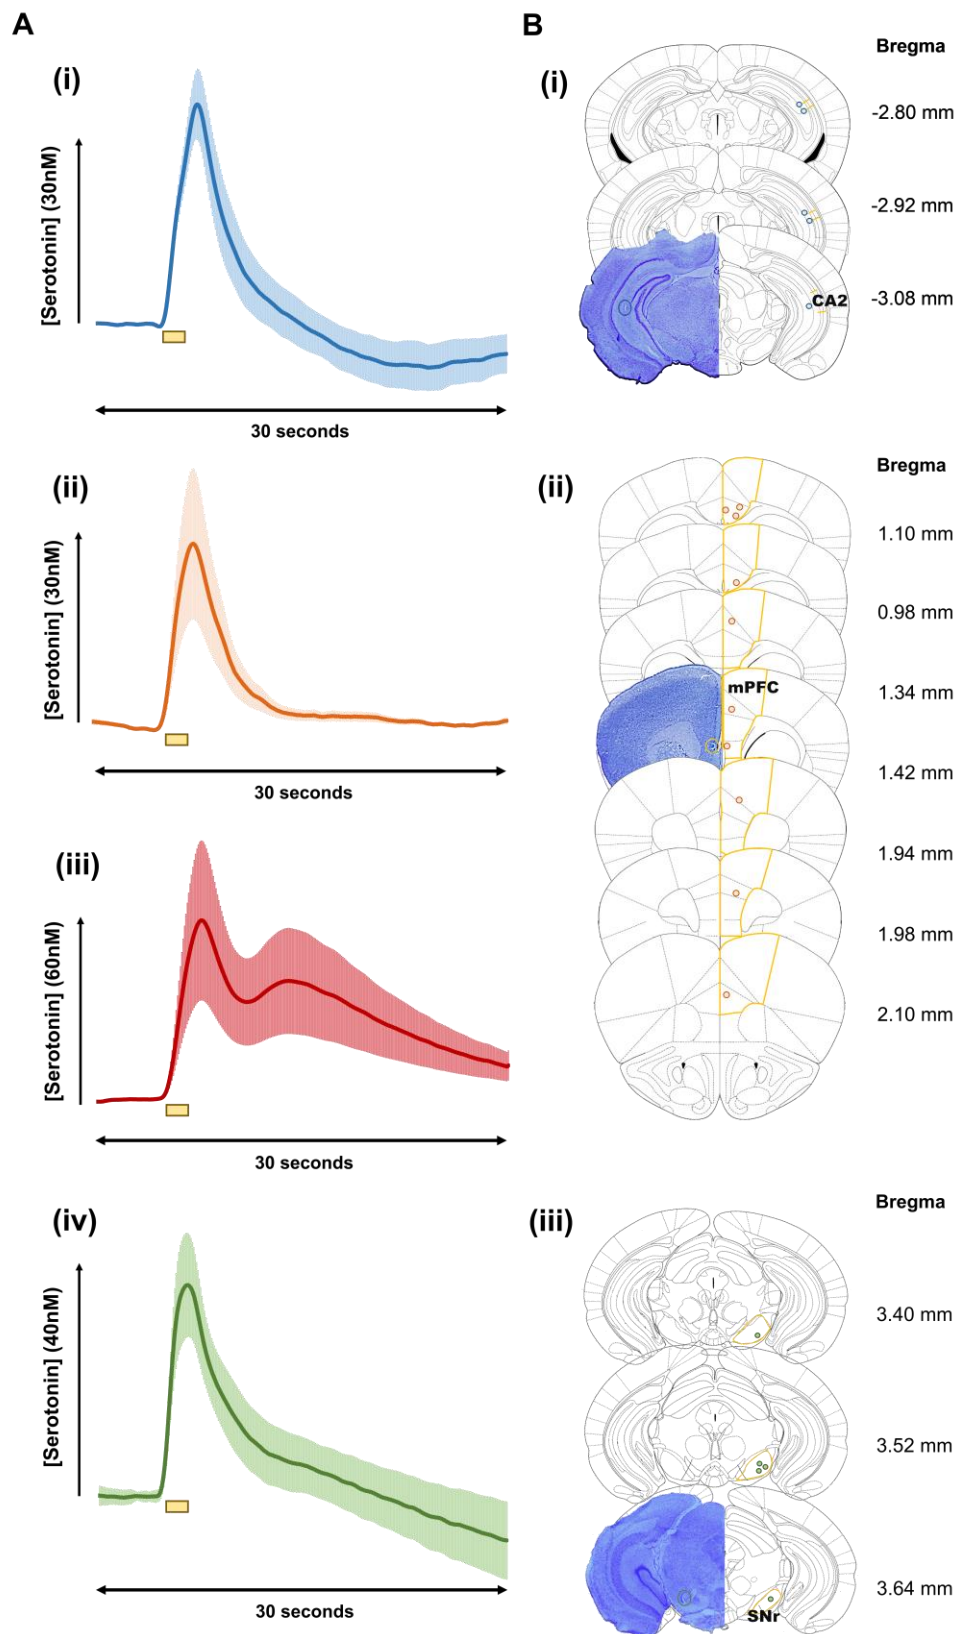 A
(i)
[Serotonin] (30nM)
30 seconds
(ii)
[Serotonin] (30nM)
30 seconds
(iii)
[Serotonin] (60nM)
30 seconds
(iv)
[Serotonin] (40nM)
30 seconds
B
(i)
Bregma
-2.80 mm
-2.92 mm
CA2
-3.08 mm
(ii)
Bregma
1.10 mm
0.98 mm
1.34 mm
mPFC
1.42 mm
1.94 mm
1.98 mm
2.10 mm
(iii)
Bregma
3.40 mm
3.52 mm
3.64 mm
SNr